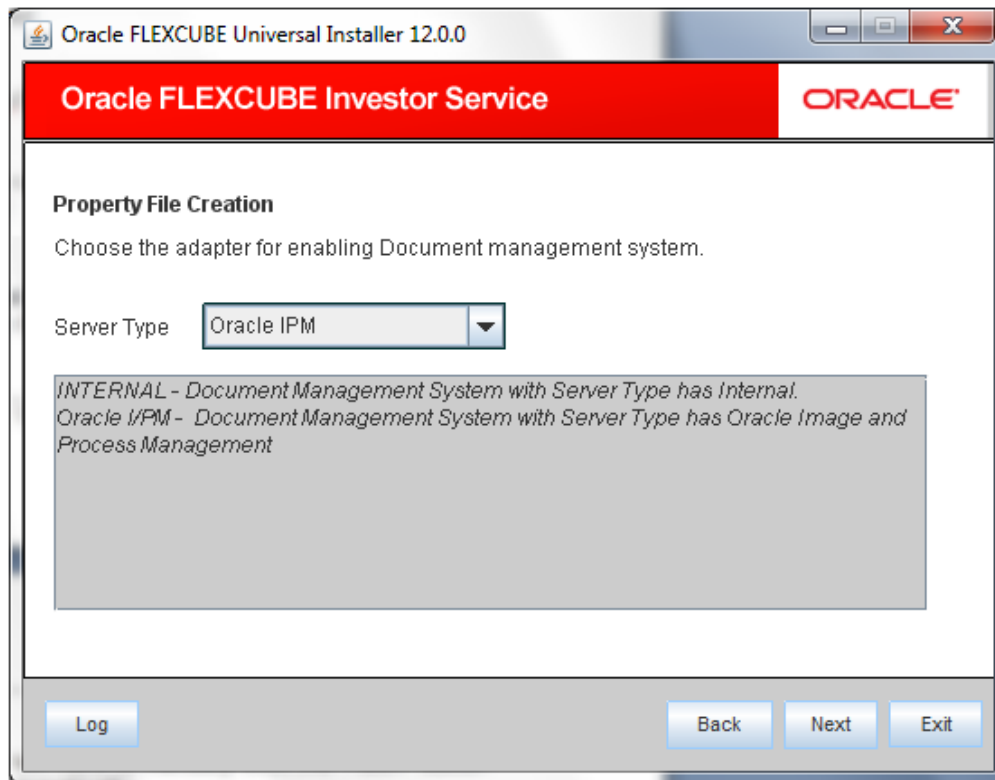 Oracle FLEXCUBE Universal Installer 12.0.0
Oracle FLEXCUBE Investor Service
ORACLE
Property File Creation
Choose the adapter for enabling Document management system.
Server Type
Oracle IPM
INTERNAL - Document Management System with Server Type has Internal.
Oracle I/PM - Document Management System with Server Type has Oracle Image and
Process Management
Log
Back
Next
Exit